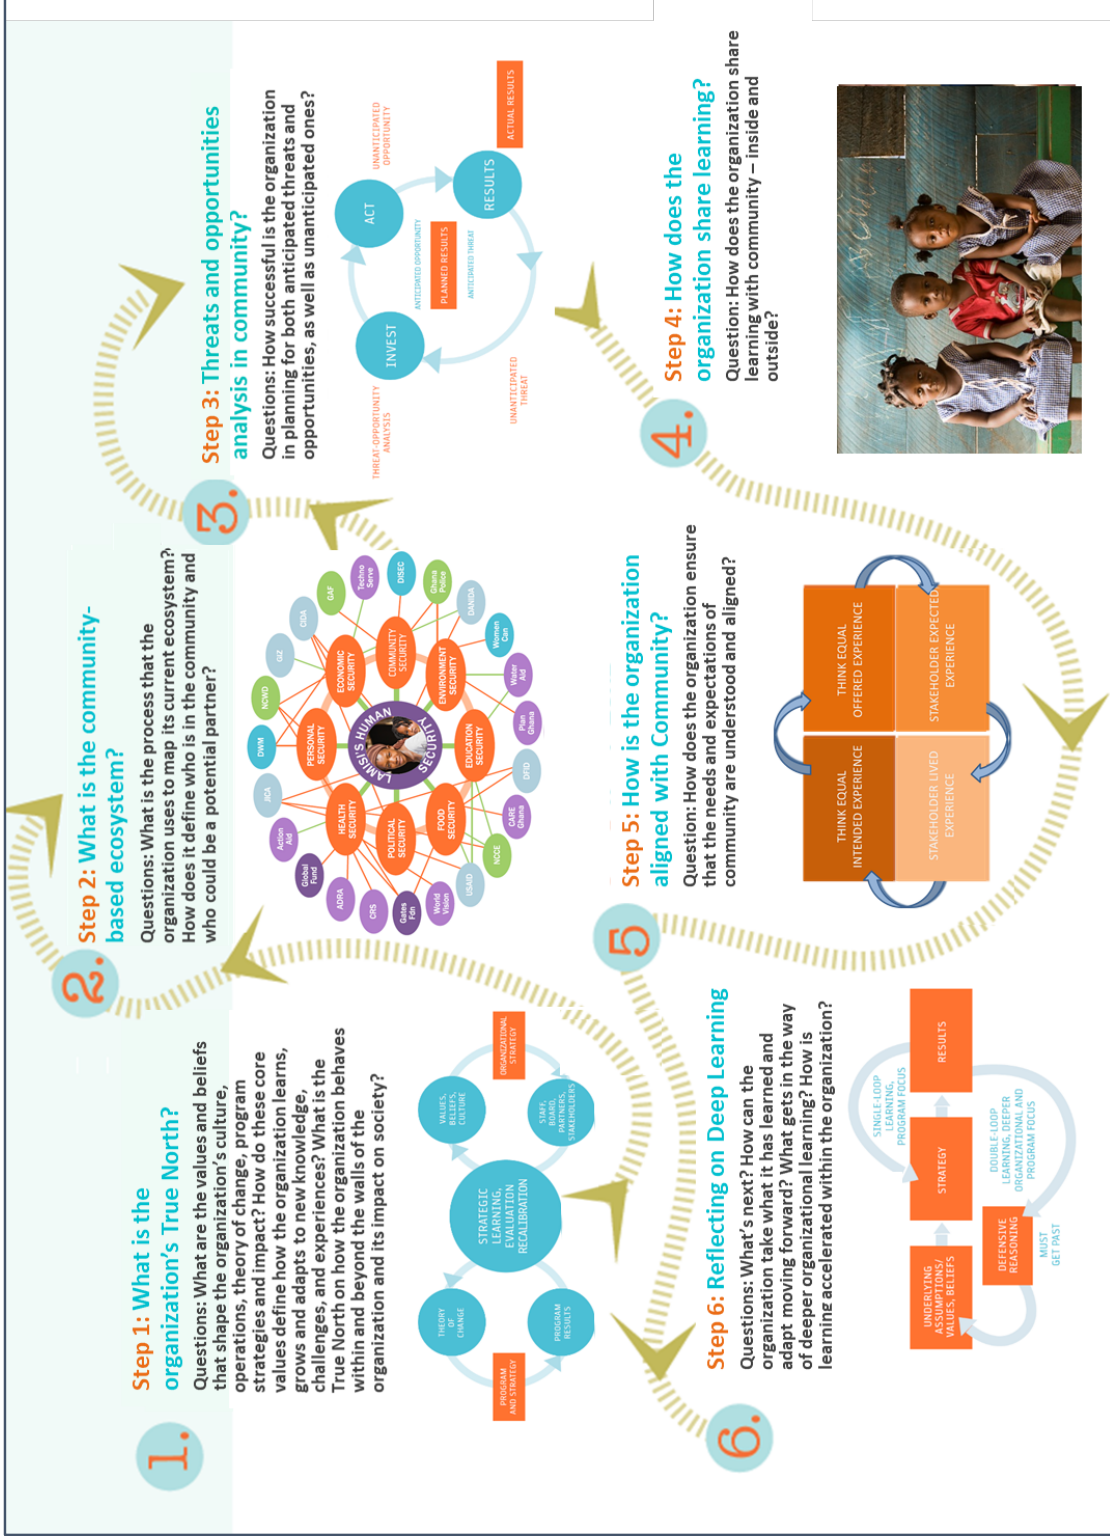 1.
Step 1: What is the
organization's True North?
Questions: What are the values and beliefs
that shape the organization's culture,
operations, theory of change, program
strategies and impact? How do these core
values define how the organization learns,
grows and adapts to new knowledge,
challenges, and experiences? What is the
True North on how the organization behaves
within and beyond the walls of the
organization and its impact on society?
THEORY
OF
CHANGE
VALUES,
BELIEFS,
CULTURE
PROGRAM
AND STRATEGY
STRATEGIC
LEARNING,
EVALUATION
RECALIBRATION
ORGANIZATIONAL
STRATEGY
PROGRAM
RESULTS
STAFF,
BOARD,
PARTNERS,
STAKEHOLDERS
2.
Step 2: What is the community-
based ecosystem?
Questions: What is the process that the
organization uses to map its current ecosystem?
How does it define who is in the community and
who could be a potential partner?
LAMISI'S HUMAN
SECURITY
PERSONAL
SECURITY
ECONOMIC
SECURITY
COMMUNITY
SECURITY
ENVIRONMENT
SECURITY
EDUCATION
SECURITY
FOOD
SECURITY
POLITICAL
SECURITY
HEALTH
SECURITY
DWM
NCWD
GIZ
CIDA
GAF
Techno
Serve
DISEC
Ghana
Police
DANIDA
Women
Can
Water
Aid
Plan
Ghana
DFID
CARE
Ghana
NCCE
USAID
World
Vision
Gates
Fdn
CRS
ADRA
Global
Fund
Action
Aid
JICA
3.
Step 3: Threats and opportunities
analysis in community?
Questions: How successful is the organization
in planning for both anticipated threats and
opportunities, as well as unanticipated ones?
THREAT-OPPORTUNITY
ANALYSIS
INVEST
ACT
UNANTICIPATED
OPPORTUNITY
ANTICIPATED OPPORTUNITY
PLANNED RESULTS
ANTICIPATED THREAT
RESULTS
ACTUAL RESULTS
UNANTICIPATED
THREAT
4.
Step 4: How does the
organization share learning?
Question: How does the organization share
learning with community – inside and
outside?
5
Step 5: How is the organization
aligned with Community?
Question: How does the organization ensure
that the needs and expectations of
community are understood and aligned?
THINK EQUAL
INTENDED EXPERIENCE
THINK EQUAL
OFFERED EXPERIENCE
STAKEHOLDER LIVED
EXPERIENCE
STAKEHOLDER EXPECTED
EXPERIENCE
6.
Step 6: Reflecting on Deep Learning
Questions: What's next? How can the
organization take what it has learned and
adapt moving forward? What gets in the way
of deeper organizational learning? How is
learning accelerated within the organization?
SINGLE-LOOP
LEARNING,
PROGRAM FOCUS
UNDERLYING
ASSUMPTIONS/
VALUES, BELIEFS
STRATEGY
RESULTS
DEFENSIVE
REASONING
DOUBLE-LOOP
LEARNING, DEEPER
ORGANIZATIONAL AND
PROGRAM FOCUS
MUST
GET PAST